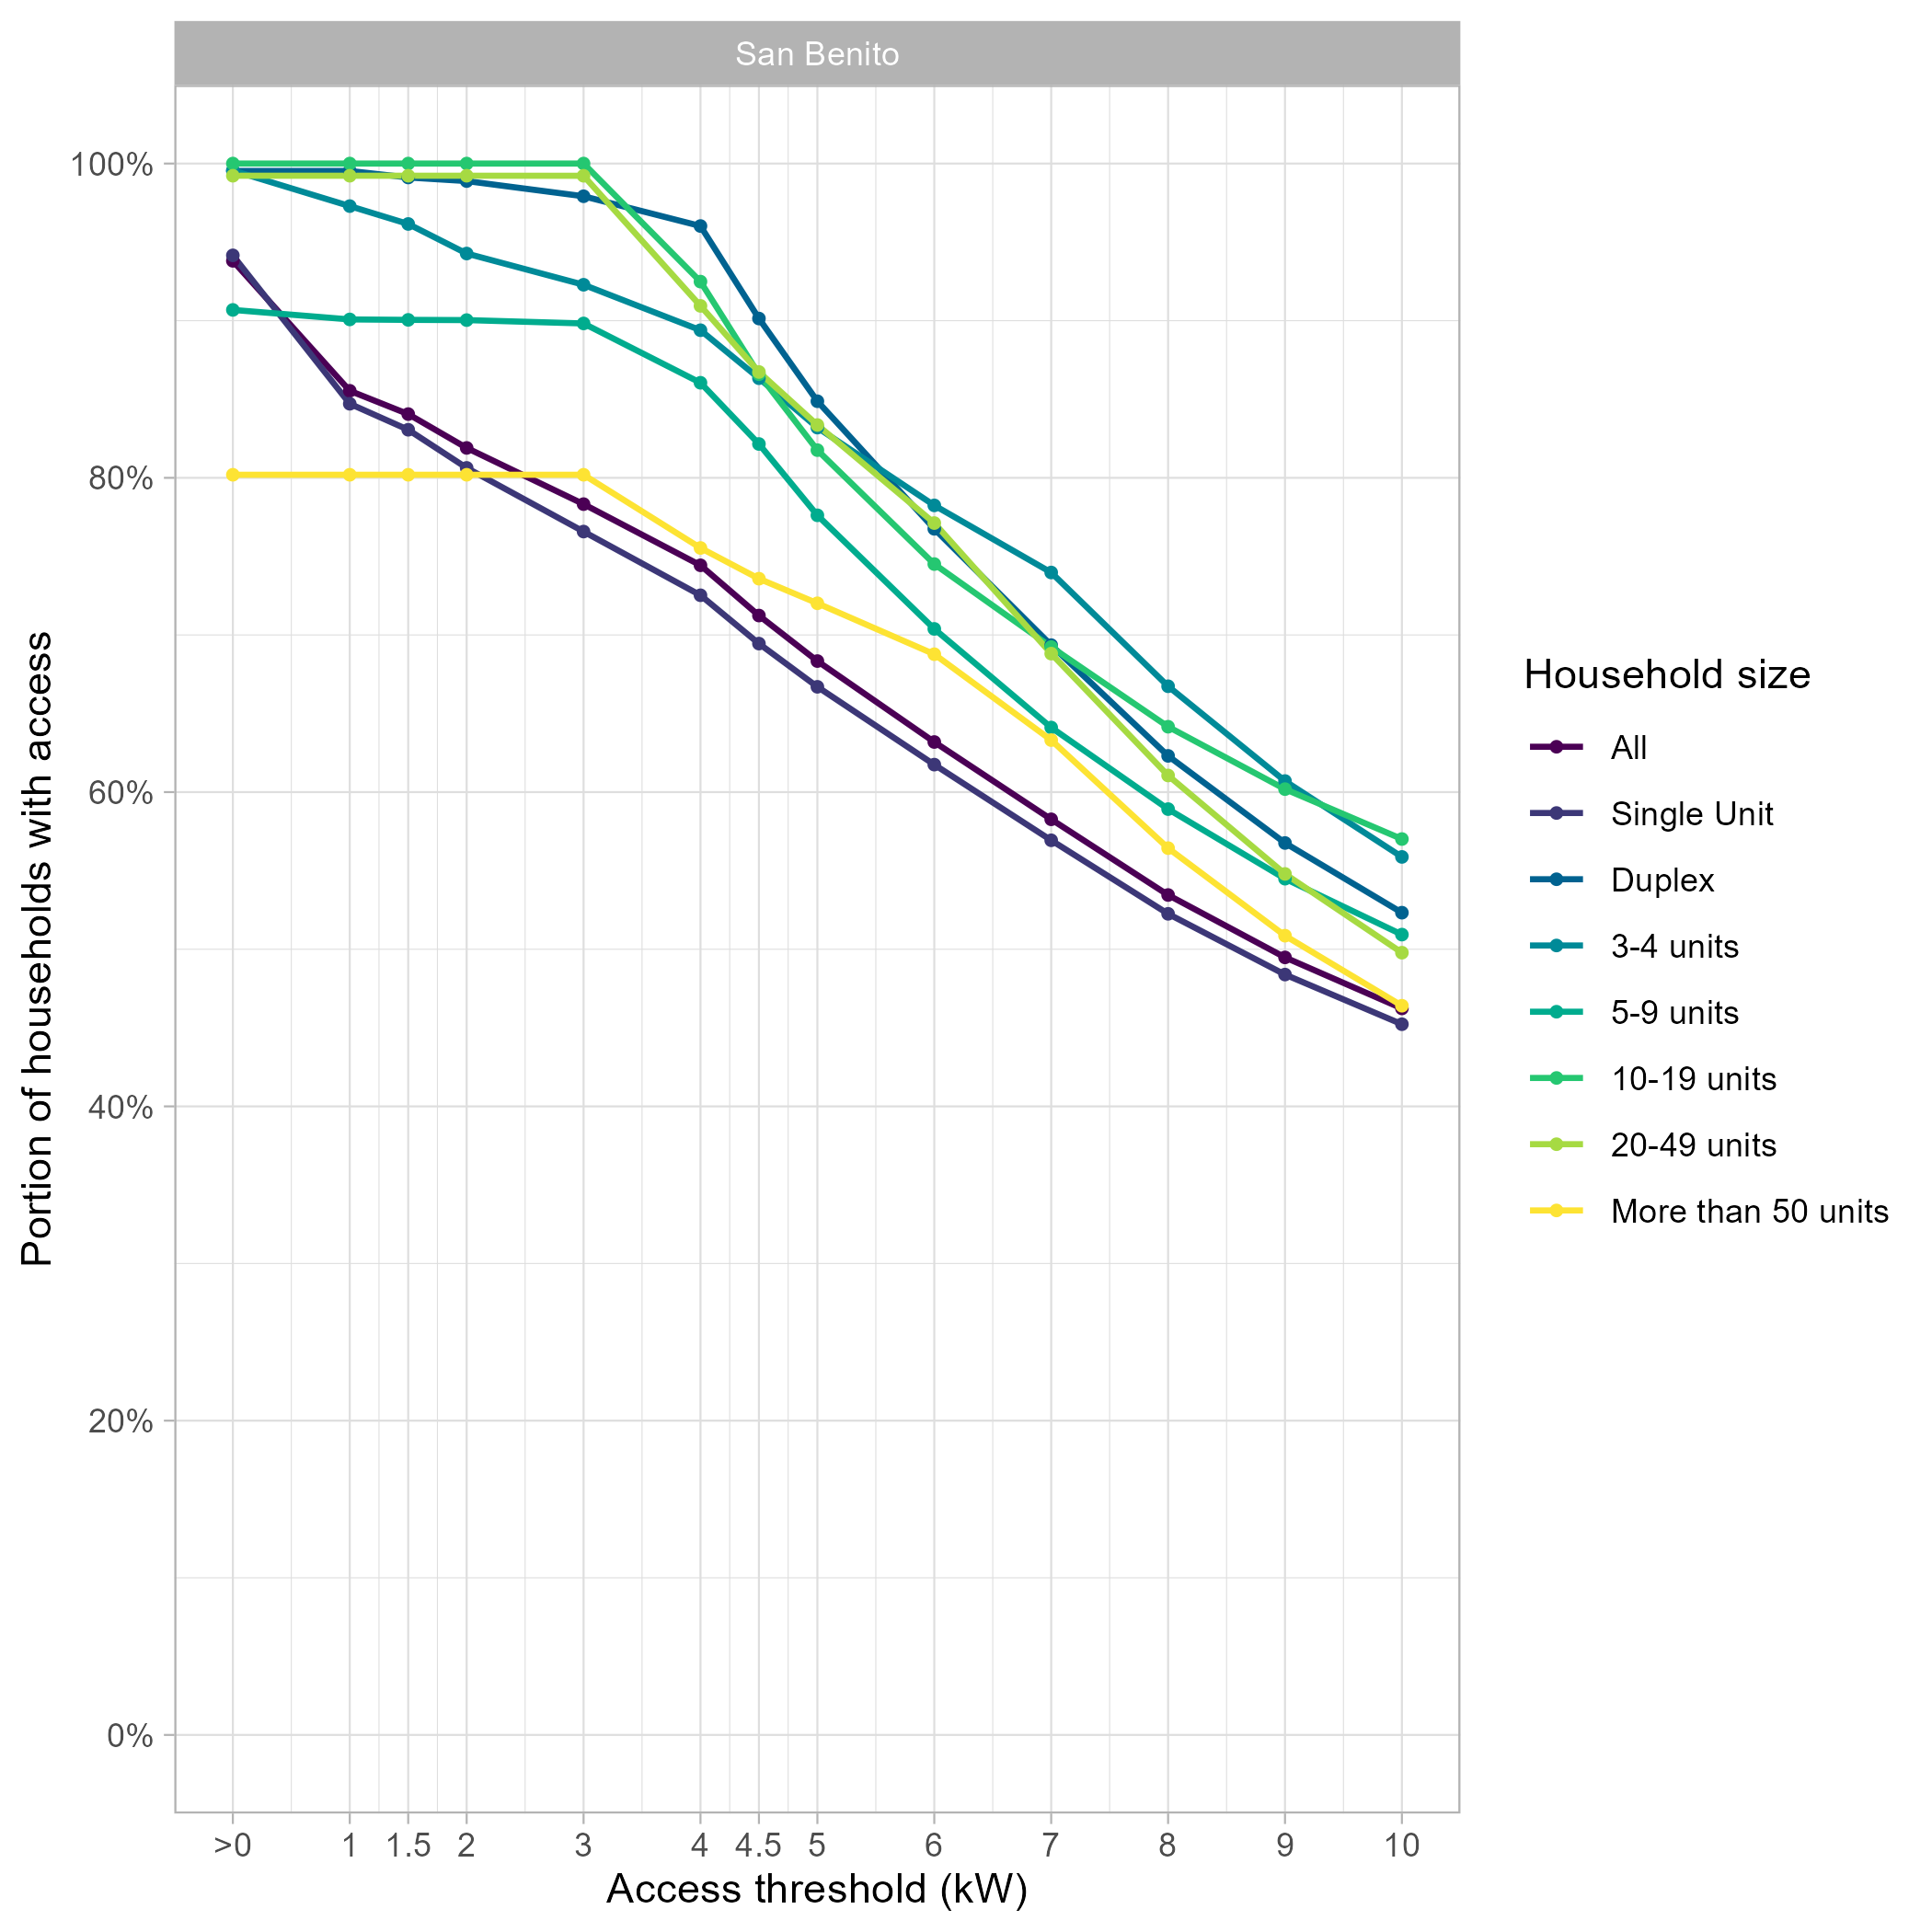 San Benito
Portion of households with access
100%
80%
60%
40%
20%
0%
>0 1 1.5 2 3 4 4.5 5 6 7 8 9 10
Access threshold (kW)
Household size
All
Single Unit
Duplex
3-4 units
5-9 units
10-19 units
20-49 units
More than 50 units